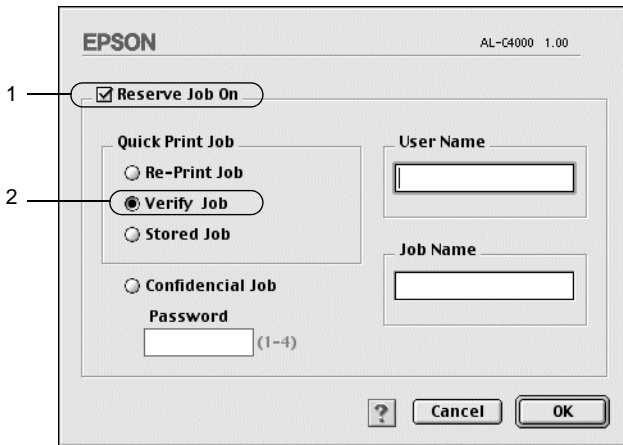 EPSON
AL-C4000 1.00
1
Reserve Job On
Quick Print Job
Re-Print Job
2
Verify Job
Stored Job
Confidencial Job
Password
(1-4)
User Name
Job Name
?
Cancel
OK